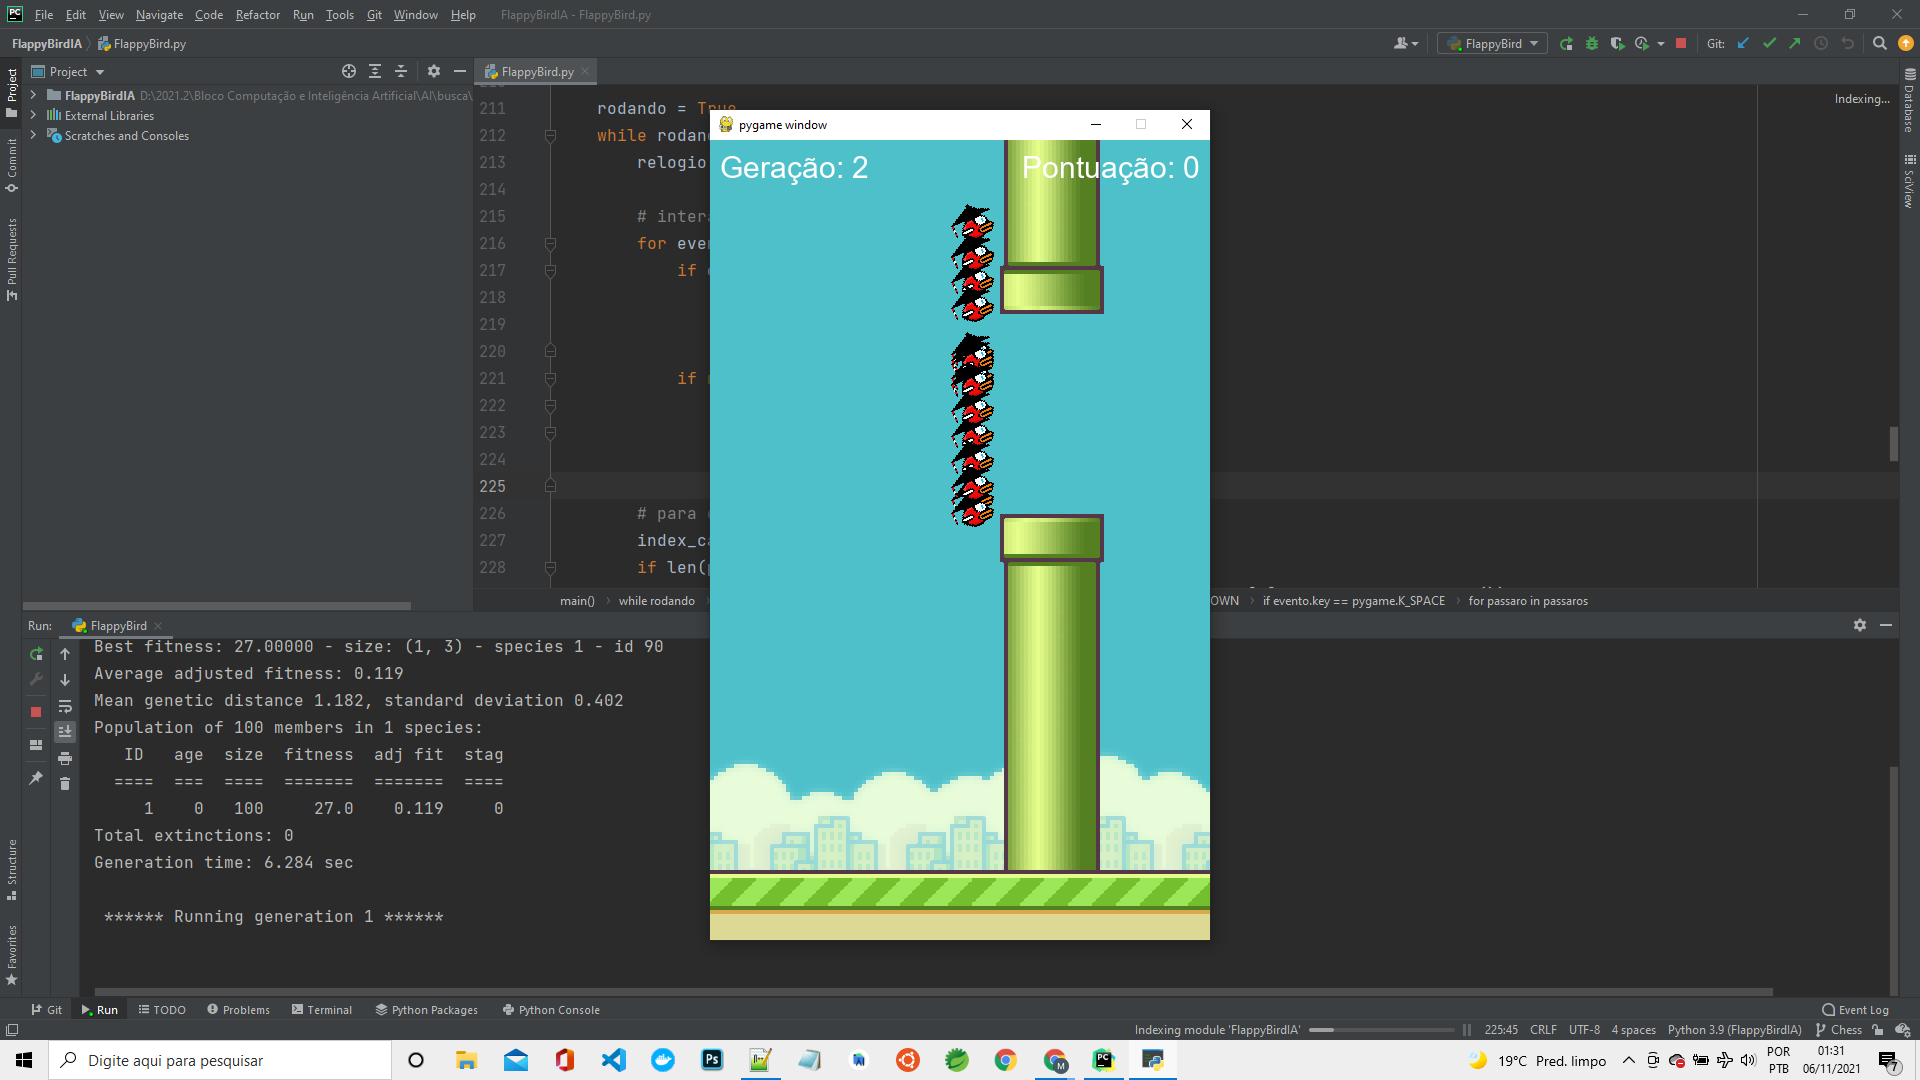 File Edit View Navigate Code Refactor Run Tools Git Window Help FlappyBirdIA - FlappyBird.py
FlappyBirdIA FlappyBird.py
FlappyBird Git:
Project
FlappyBird.py
FlappyBirdIA D:\2021.2\Bloco Computação e Inteligência Artificial\AI\busca\
External Libraries
Scratches and Consoles
Project
Commit
Pull Requests
Structure
Favorites
Database
SciView
Indexing...
211 rodando = True
212 while rodan
213 relogio
214
215 # intera
216 for even
217 if
218
219
220
221 if
222
223
224
225
226 # para
227 index_ca
228 if len(
pygame window
Geração: 2 Pontuação: 0
main() while rodando OWN if evento.key == pygame.K_SPACE for passaro in passaros
Run: FlappyBird
Best fitness: 27.00000 - size: (1, 3) - species 1 - id 90
Average adjusted fitness: 0.119
Mean genetic distance 1.182, standard deviation 0.402
Population of 100 members in 1 species:
ID age size fitness adj fit stag
==== === ==== ======= ======= ====
1 0 100 27.0 0.119 0
Total extinctions: 0
Generation time: 6.284 sec
****** Running generation 1 ******
Git Run TODO Problems Terminal Python Packages Python Console Event Log
Indexing module 'FlappyBirdIA' 225:45 CRLF UTF-8 4 spaces Python 3.9 (FlappyBirdIA) Chess
Digite aqui para pesquisar
19°C Pred. limpo
POR
PTB
01:31
06/11/2021
7